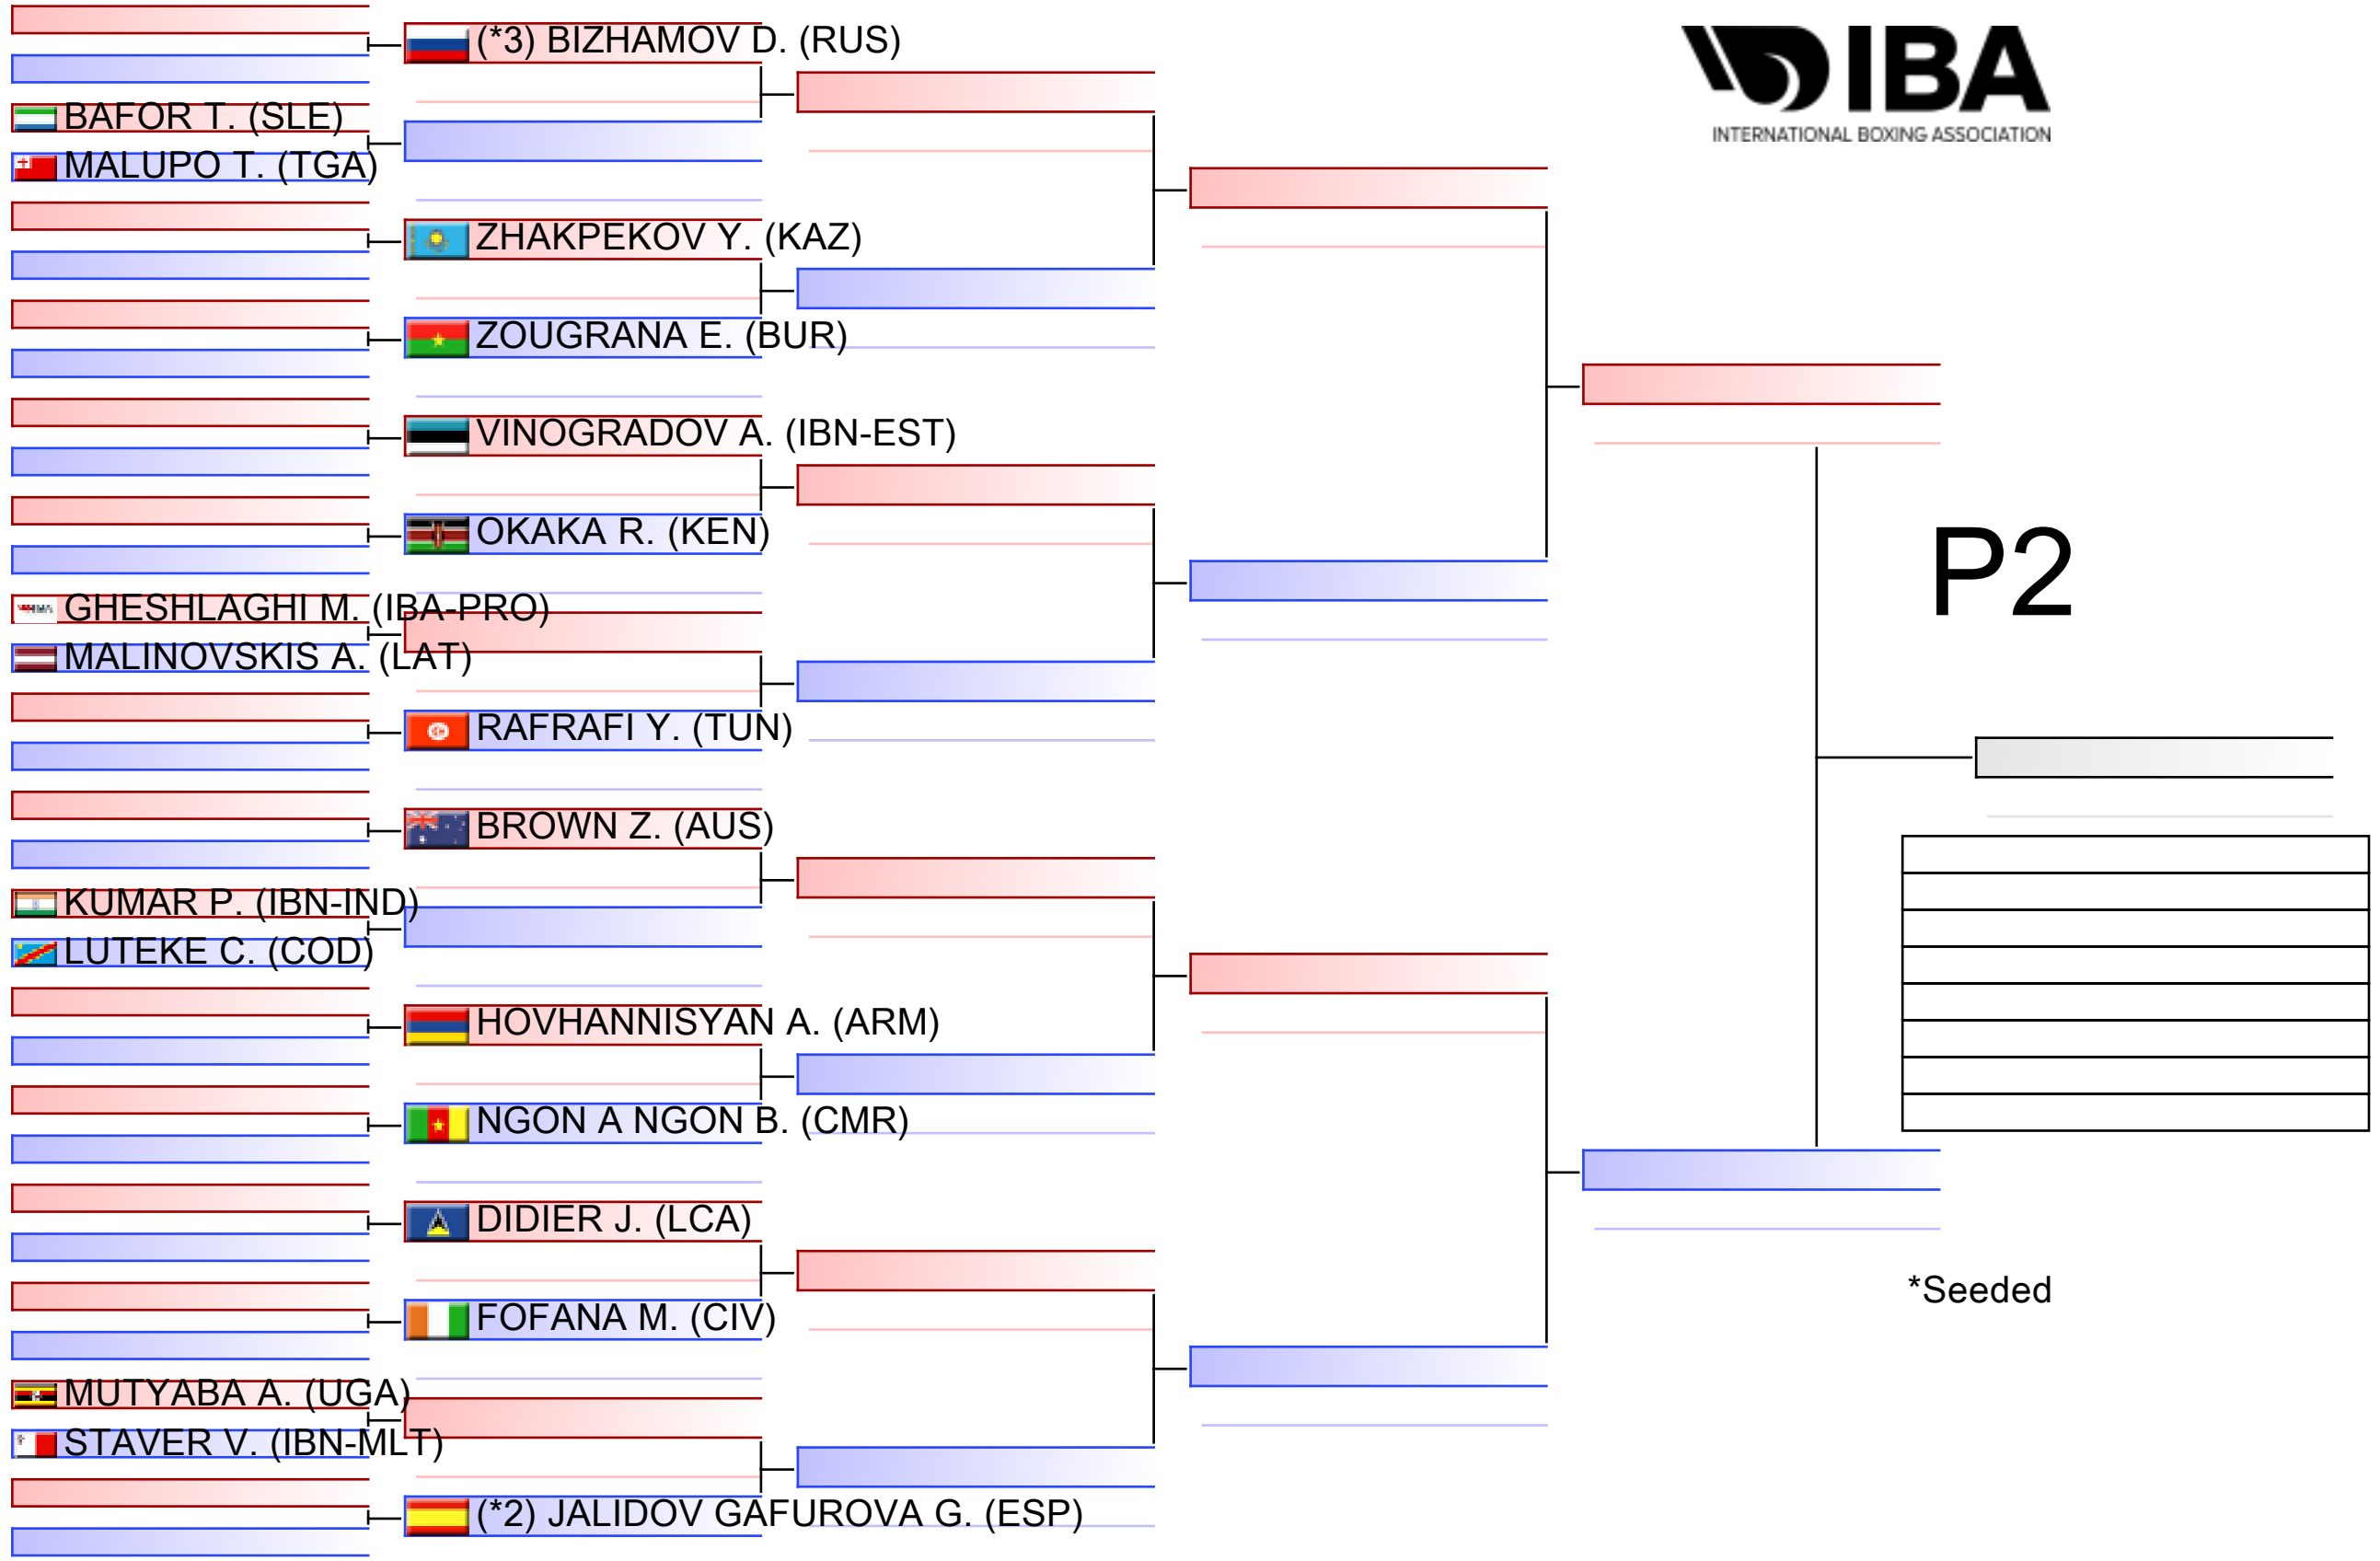 (*3) BIZHAMOV D. (RUS)
IBA
INTERNATIONAL BOXING ASSOCIATION
BAFOR T. (SLE)
MALUPO T. (TGA)
ZHAKPEKOV Y. (KAZ)
ZOUGRANA E. (BUR)
VINOGRADOV A. (IBN-EST)
OKAKA R. (KEN)
P2
GHESHLAGHI M. (IBA-PRO)
MALINOVSKIS A. (LAT)
RAFRAFI Y. (TUN)
BROWN Z. (AUS)
KUMAR P. (IBN-IND)
LUTEKE C. (COD)
HOVHANNISYAN A. (ARM)
NGON A NGON B. (CMR)
DIDIER J. (LCA)
*Seeded
FOFANA M. (CIV)
MUTYABA A. (UGA)
STAVER V. (IBN-MLT)
(*2) JALIDOV GAFUROVA G. (ESP)